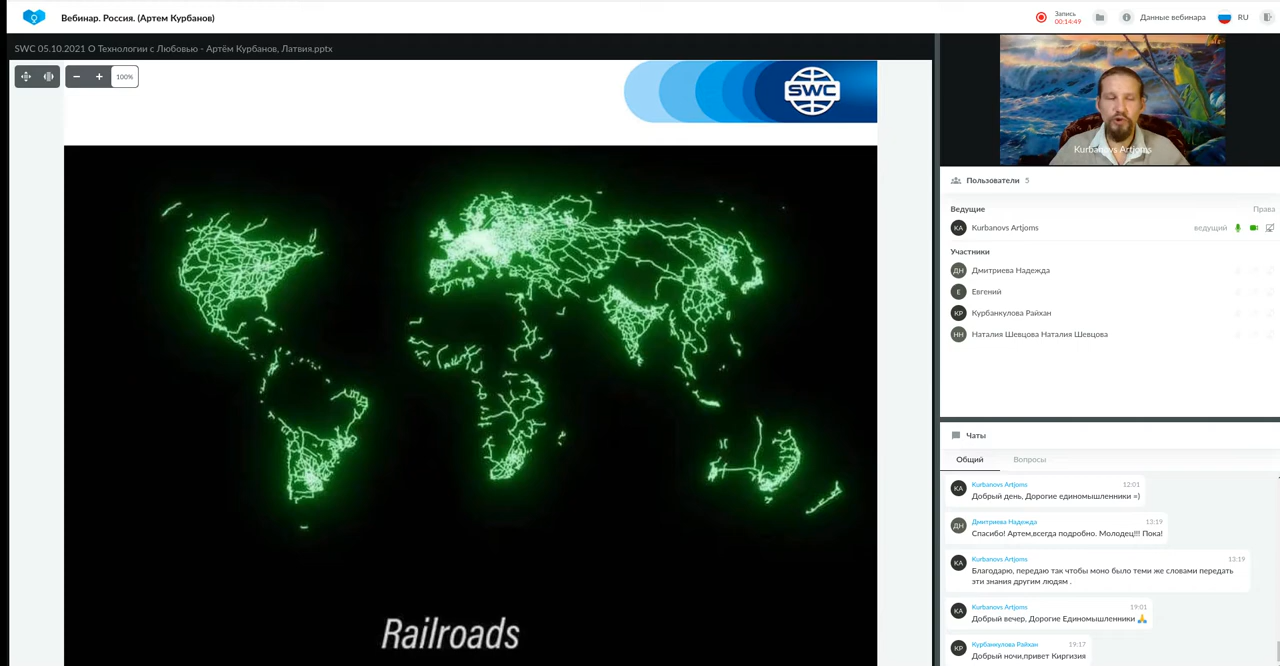 Вебинар. Россия. (Артем Курбанов)
Запись
00:14:49
Данные вебинара
RU
SWC 05.10.2021 О Технологии с Любовью - Артём Курбанов, Латвия.pptx
100%
SWC
Kurbanovs Artjoms
Пользователи 5
Ведущие
Права
KA
Kurbanovs Artjoms
ведущий
Участники
ДН
Дмитриева Надежда
Е
Евгений
КР
Курбанкулова Райхан
НН
Наталия Шевцова Наталия Шевцова
Railroads
Чаты
Общий
Вопросы
KA
Kurbanovs Artjoms 12:01
Добрый день, Дорогие единомышленники =)
ДН
Дмитриева Надежда 13:19
Спасибо! Артем,всегда подробно. Молодец!!! Пока!
KA
Kurbanovs Artjoms 13:19
Благодарю, передаю так чтобы моно было теми же словами передать
эти знания другим людям .
KA
Kurbanovs Artjoms 19:01
Добрый вечер, Дорогие Единомышленники 🙏
КР
Курбанкулова Райхан 19:17
Добрый ночи,привет Киргизия